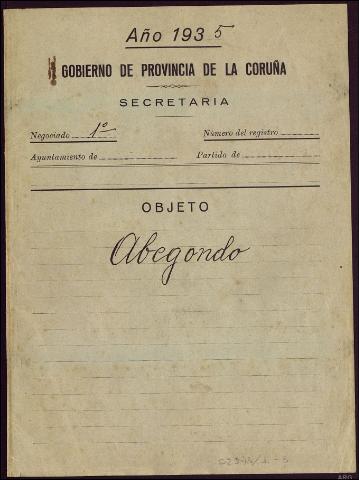 Año 1935
GOBIERNO DE PROVINCIA DE LA CORUÑA
SECRETARIA
Negociado 1º Número del registro
Ayuntamiento de Partido de
OBJETO
Abegondo
ARG